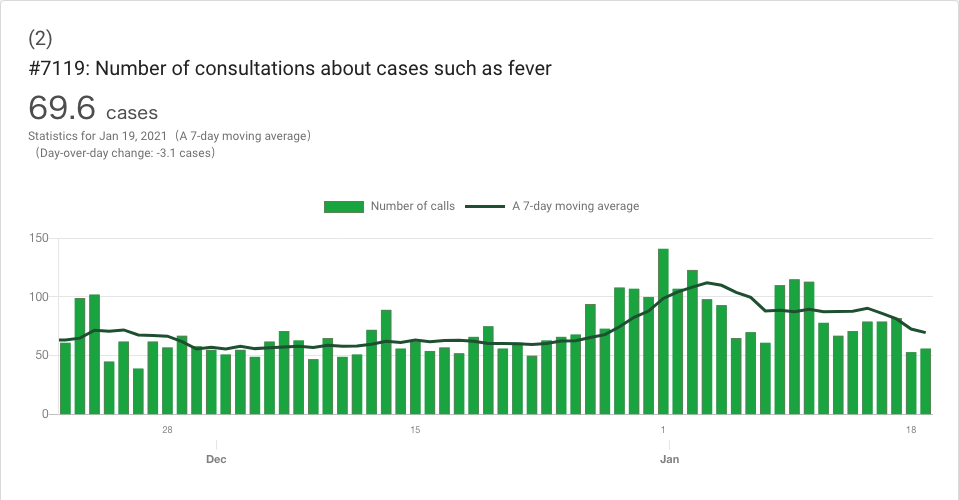 (2)
#7119: Number of consultations about cases such as fever
69.6 cases
Statistics for Jan 19, 2021（A 7-day moving average）
（Day-over-day change: -3.1 cases）
Number of calls A 7-day moving average
150
100
50
0
28 15 1 18
Dec Jan